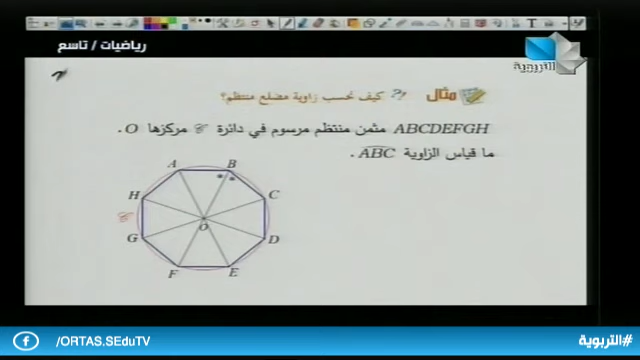 رياضيات / تاسع
التربوية
مثال
كيف نحسب زاوية مضلع منتظم؟
ABCDEFGH مثمن منتظم مرسوم في دائرة 𝒞 مركزها O .
ما قياس الزاوية ABC .
A B
H C
O
G D
F E
/ORTAS.SEduTV
#التربوية